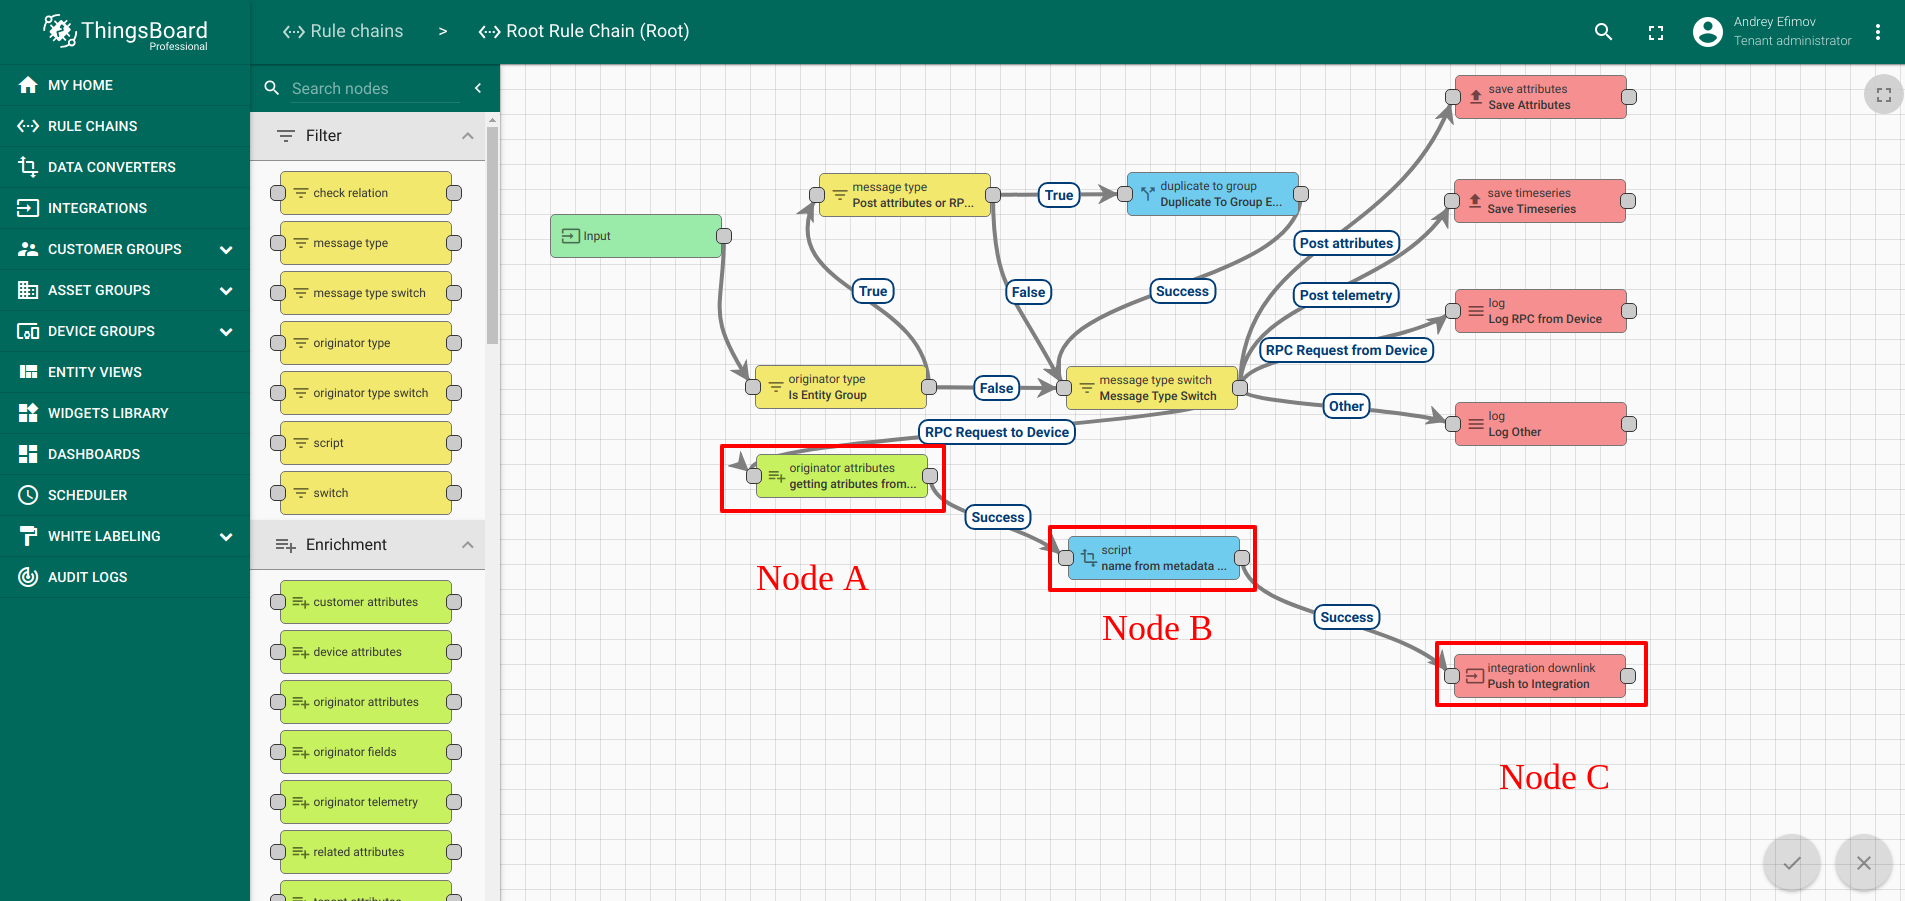 ThingsBoard
Professional
Rule chains > Root Rule Chain (Root)
Andrey Efimov
Tenant administrator
MY HOME
RULE CHAINS
DATA CONVERTERS
INTEGRATIONS
CUSTOMER GROUPS
ASSET GROUPS
DEVICE GROUPS
ENTITY VIEWS
WIDGETS LIBRARY
DASHBOARDS
SCHEDULER
WHITE LABELING
AUDIT LOGS
Search nodes
Filter
check relation
message type
message type switch
originator type
originator type switch
script
switch
Enrichment
customer attributes
device attributes
originator attributes
originator fields
originator telemetry
related attributes
tenant attributes
Input
message type
Post attributes or RP...
True
duplicate to group
Duplicate To Group E...
save attributes
Save Attributes
save timeseries
Save Timeseries
Post attributes
True
False
Success
Post telemetry
log
Log RPC from Device
RPC Request from Device
originator type
Is Entity Group
False
message type switch
Message Type Switch
Other
log
Log Other
RPC Request to Device
originator attributes
getting atributes from...
Success
Node A
script
name from metadata ...
Node B
Success
integration downlink
Push to Integration
Node C